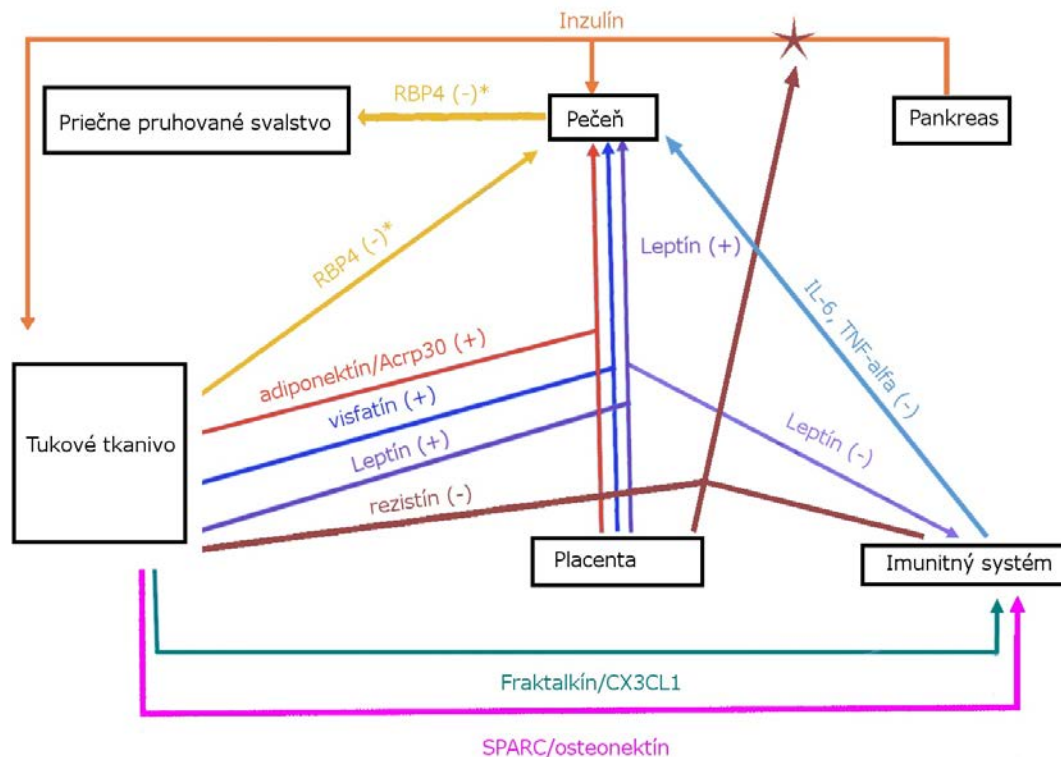 Inzulín
RBP4 (-)*
Priečne pruhované svalstvo
Pečeň
Pankreas
RBP4 (-)*
Leptín (+)
IL-6, TNF-alfa (-)
adiponektín/Acrp30 (+)
visfatín (+)
Leptín (+)
Leptín (-)
Tukové tkanivo
rezistín (-)
Placenta
Imunitný systém
Fraktalkín/CX3CL1
SPARC/osteonektín